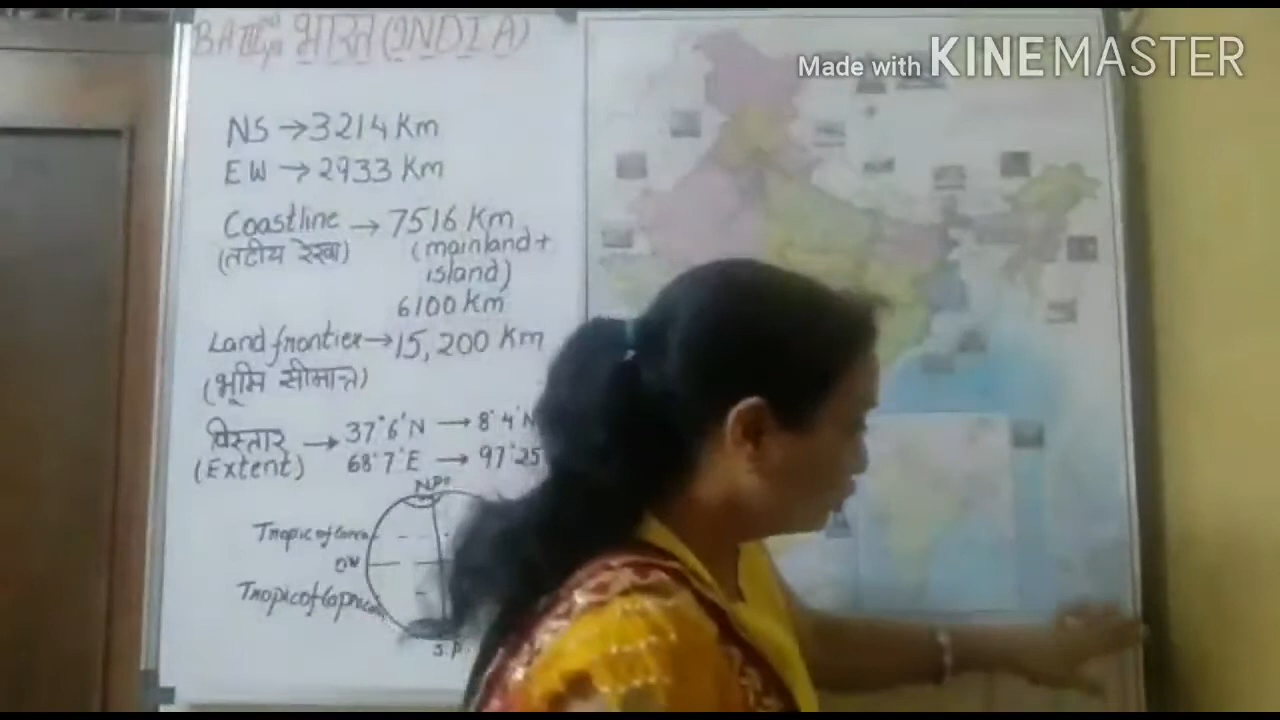 Made with KINEMASTER
भारत (INDIA)
NS → 3214 Km
EW → 2933 Km
Coastline → 7516 Km
(तटीय रेखा) (mainland +
island)
6100 Km
Land frontier → 15,200 Km
(भूमि सीमान्त)
विस्तार → 37°6'N → 8°4'N
(Extent) 68°7'E → 97°25'
N.P.
Tropic of Cancer
Tropic of Capricon
S.P.